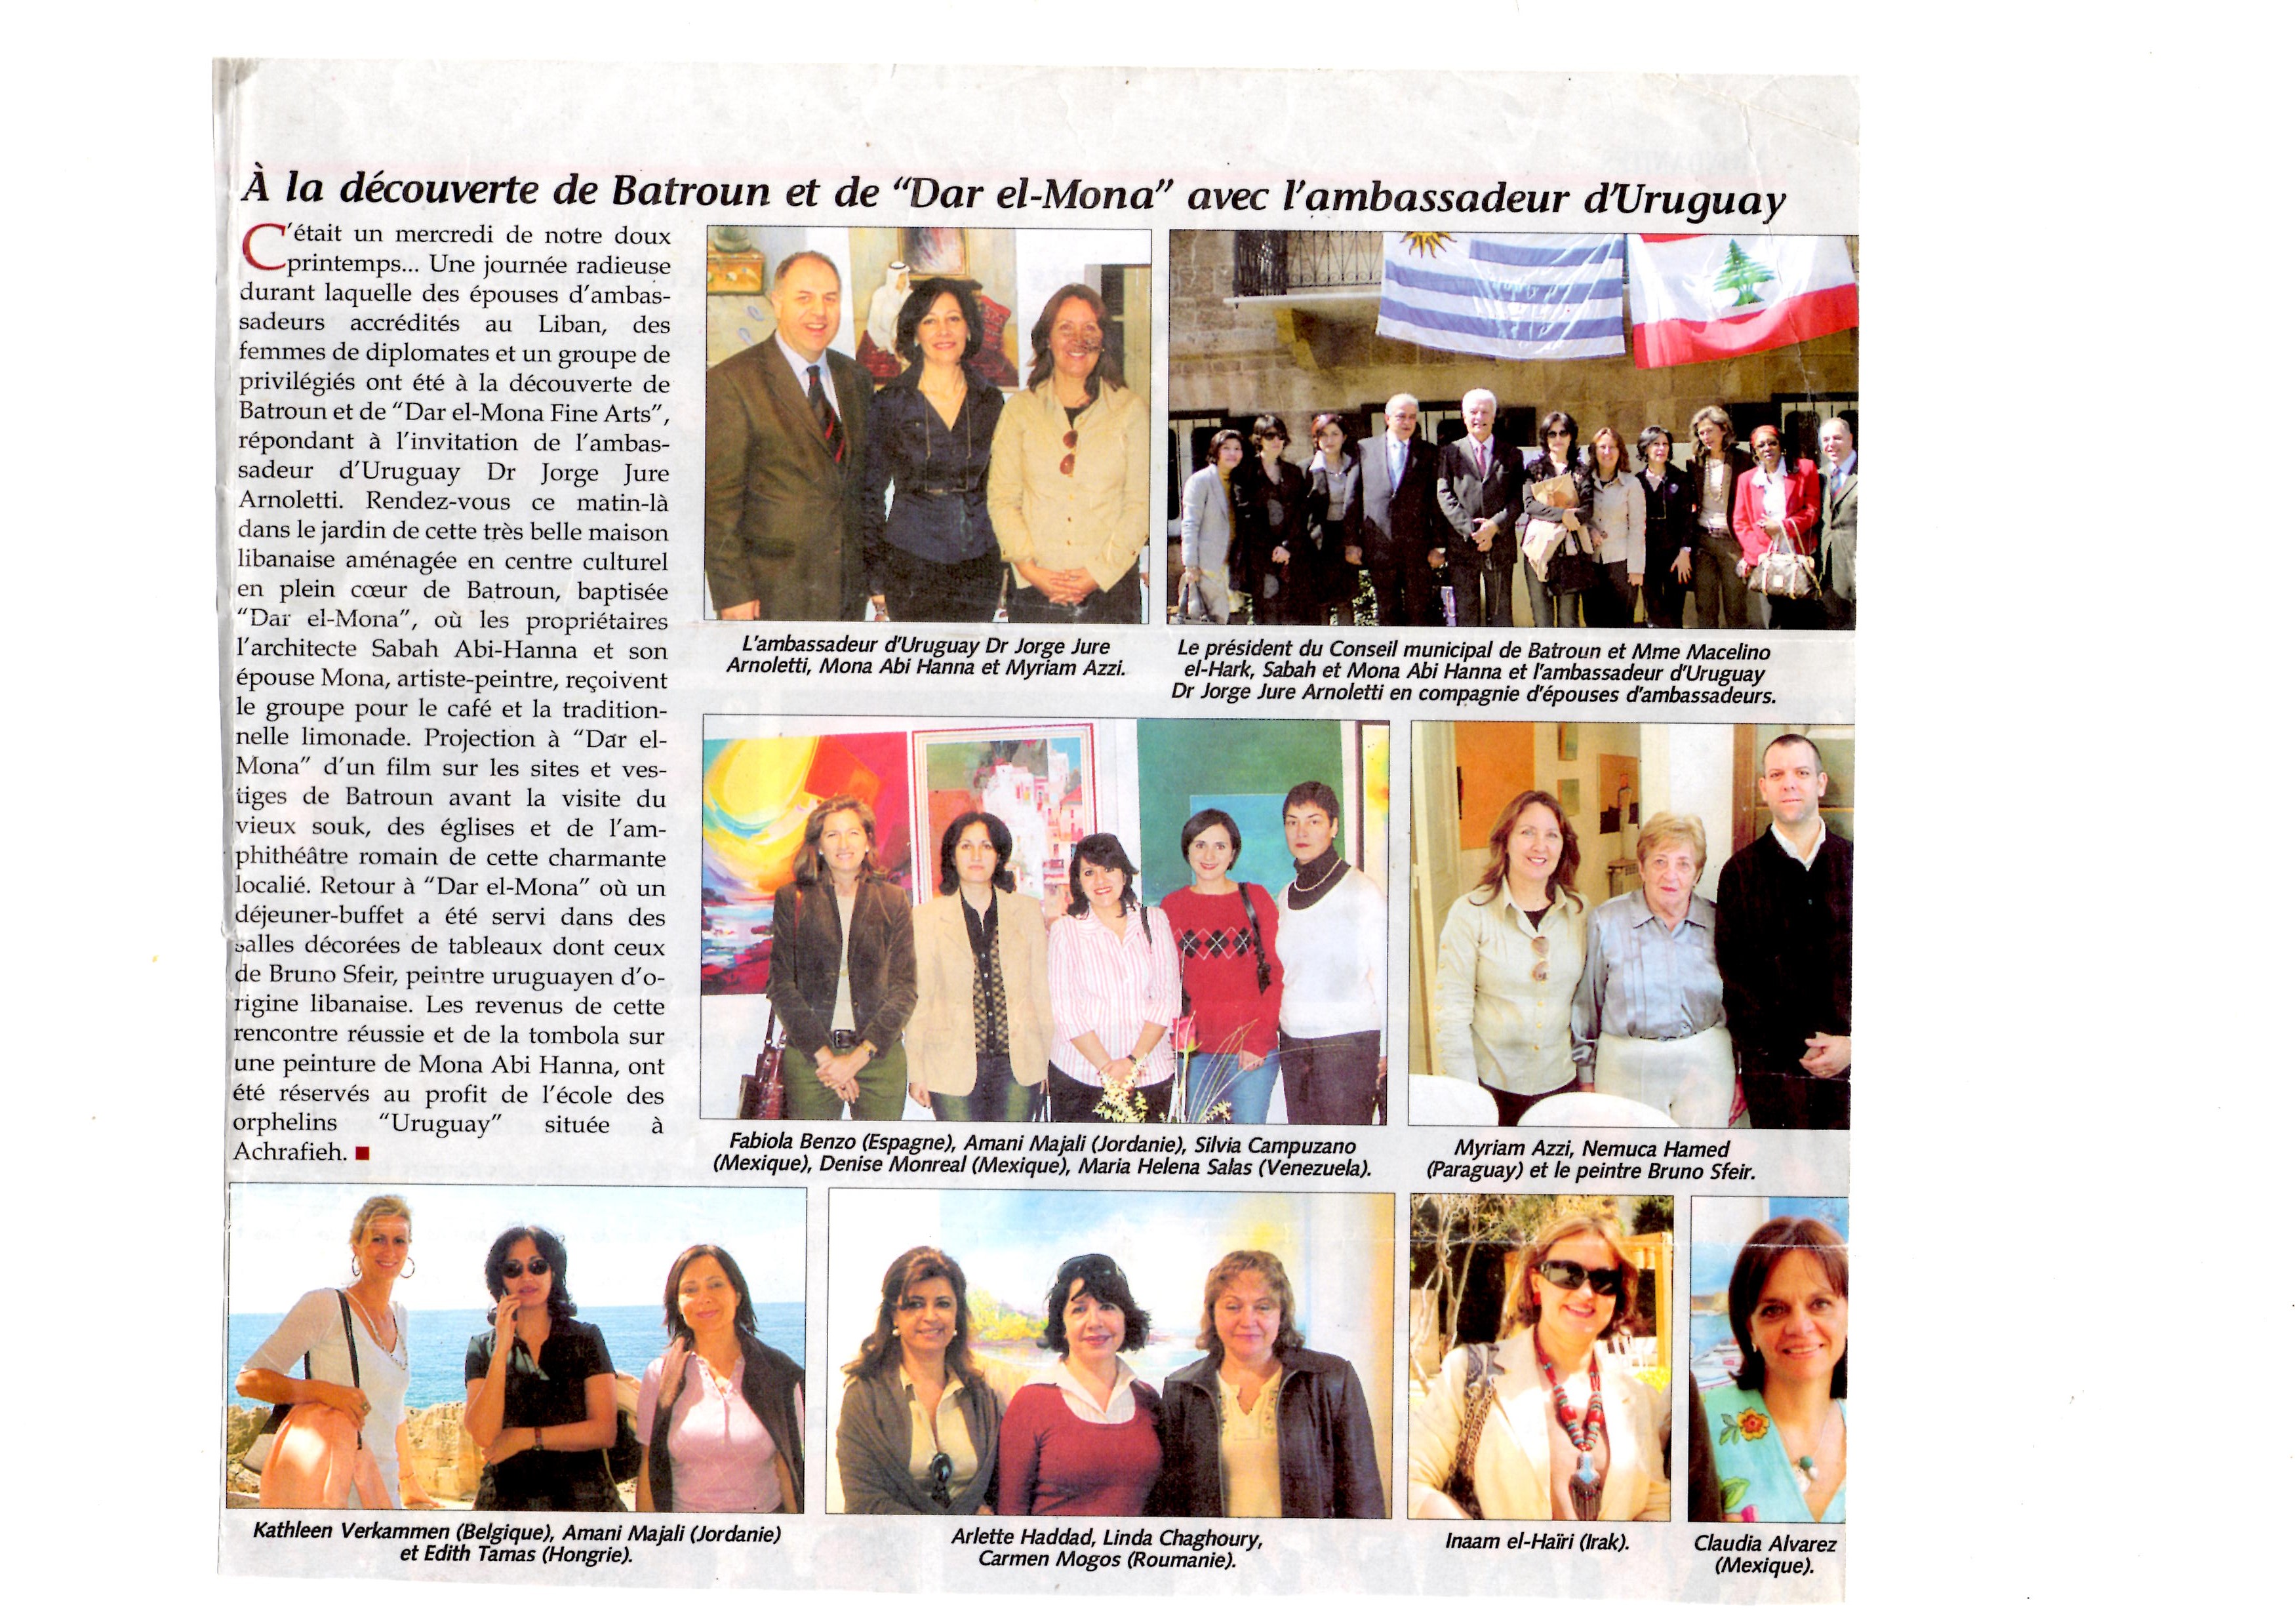 À la découverte de Batroun et de “Dar el-Mona” avec l’ambassadeur d’Uruguay
C’était un mercredi de notre doux
printemps... Une journée radieuse
durant laquelle des épouses d’ambas-
sadeurs accrédités au Liban, des
femmes de diplomates et un groupe de
privilégiés ont été à la découverte de
Batroun et de “Dar el-Mona Fine Arts”,
répondant à l’invitation de l’ambas-
sadeur d’Uruguay Dr Jorge Jure
Arnoletti. Rendez-vous ce matin-là
dans le jardin de cette très belle maison
libanaise aménagée en centre culturel
en plein cœur de Batroun, baptisée
“Dar el-Mona”, où les propriétaires
l’architecte Sabah Abi-Hanna et son
épouse Mona, artiste-peintre, reçoivent
le groupe pour le café et la tradition-
nelle limonade. Projection à “Dar el-
Mona” d’un film sur les sites et ves-
tiges de Batroun avant la visite du
vieux souk, des églises et de l’am-
phithéâtre romain de cette charmante
localié. Retour à “Dar el-Mona” où un
déjeuner-buffet a été servi dans des
salles décorées de tableaux dont ceux
de Bruno Sfeir, peintre uruguayen d’o-
rigine libanaise. Les revenus de cette
rencontre réussie et de la tombola sur
une peinture de Mona Abi Hanna, ont
été réservés au profit de l’école des
orphelins “Uruguay” située à
Achrafieh.
L’ambassadeur d’Uruguay Dr Jorge Jure
Arnoletti, Mona Abi Hanna et Myriam Azzi.
Le président du Conseil municipal de Batroun et Mme Macelino
el-Hark, Sabah et Mona Abi Hanna et l’ambassadeur d’Uruguay
Dr Jorge Jure Arnoletti en compagnie d’épouses d’ambassadeurs.
Fabiola Benzo (Espagne), Amani Majali (Jordanie), Silvia Campuzano
(Mexique), Denise Monreal (Mexique), Maria Helena Salas (Venezuela).
Myriam Azzi, Nemuca Hamed
(Paraguay) et le peintre Bruno Sfeir.
Kathleen Verkammen (Belgique), Amani Majali (Jordanie)
et Edith Tamas (Hongrie).
Arlette Haddad, Linda Chaghoury,
Carmen Mogos (Roumanie).
Inaam el-Haïri (Irak).
Claudia Alvarez
(Mexique).